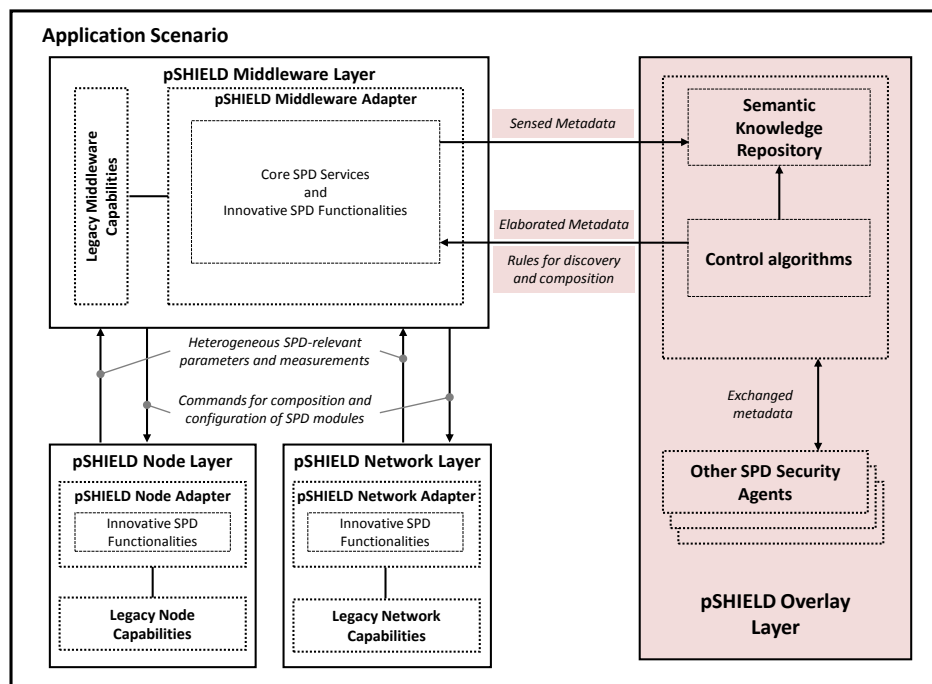 Application Scenario
pSHIELD Middleware Layer
pSHIELD Middleware Adapter
Legacy Middleware
Capabilities
Core SPD Services
and
Innovative SPD Functionalities
Sensed Metadata
Elaborated Metadata
Rules for discovery
and composition
Semantic
Knowledge
Repository
Control algorithms
Heterogeneous SPD-relevant
parameters and measurements
Commands for composition and
configuration of SPD modules
Exchanged
metadata
pSHIELD Node Layer
pSHIELD Node Adapter
Innovative SPD
Functionalities
Legacy Node
Capabilities
pSHIELD Network Layer
pSHIELD Network Adapter
Innovative SPD
Functionalities
Legacy Network
Capabilities
Other SPD Security
Agents
pSHIELD Overlay
Layer